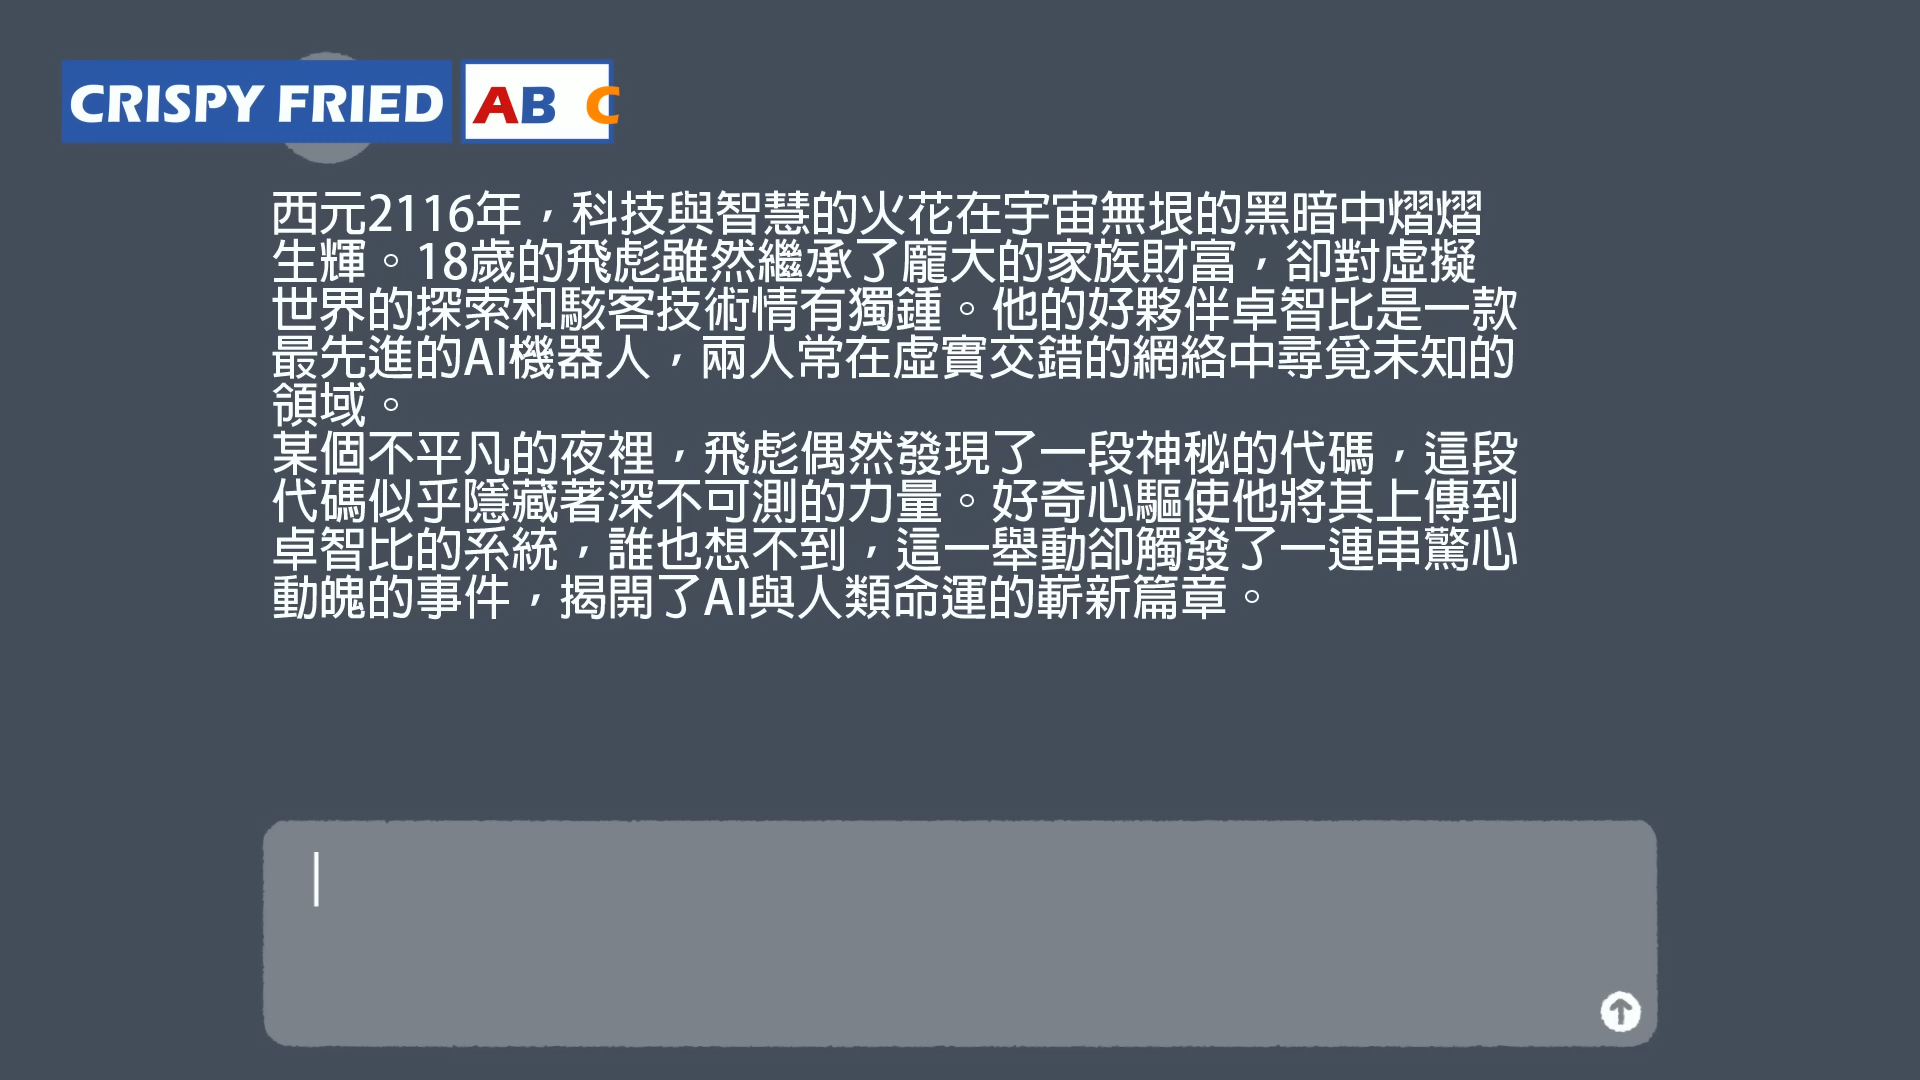 CRISPY FRIED ABC
西元2116年，科技與智慧的火花在宇宙無垠的黑暗中熠熠
生輝。18歲的飛彪雖然繼承了龐大的家族財富，卻對虛擬
世界的探索和駭客技術情有獨鍾。他的好夥伴卓智比是一款
最先進的AI機器人，兩人常在虛實交錯的網絡中尋覓未知的
領域。
某個不平凡的夜裡，飛彪偶然發現了一段神秘的代碼，這段
代碼似乎隱藏著深不可測的力量。好奇心驅使他將其上傳到
卓智比的系統，誰也想不到，這一舉動卻觸發了一連串驚心
動魄的事件，揭開了AI與人類命運的嶄新篇章。